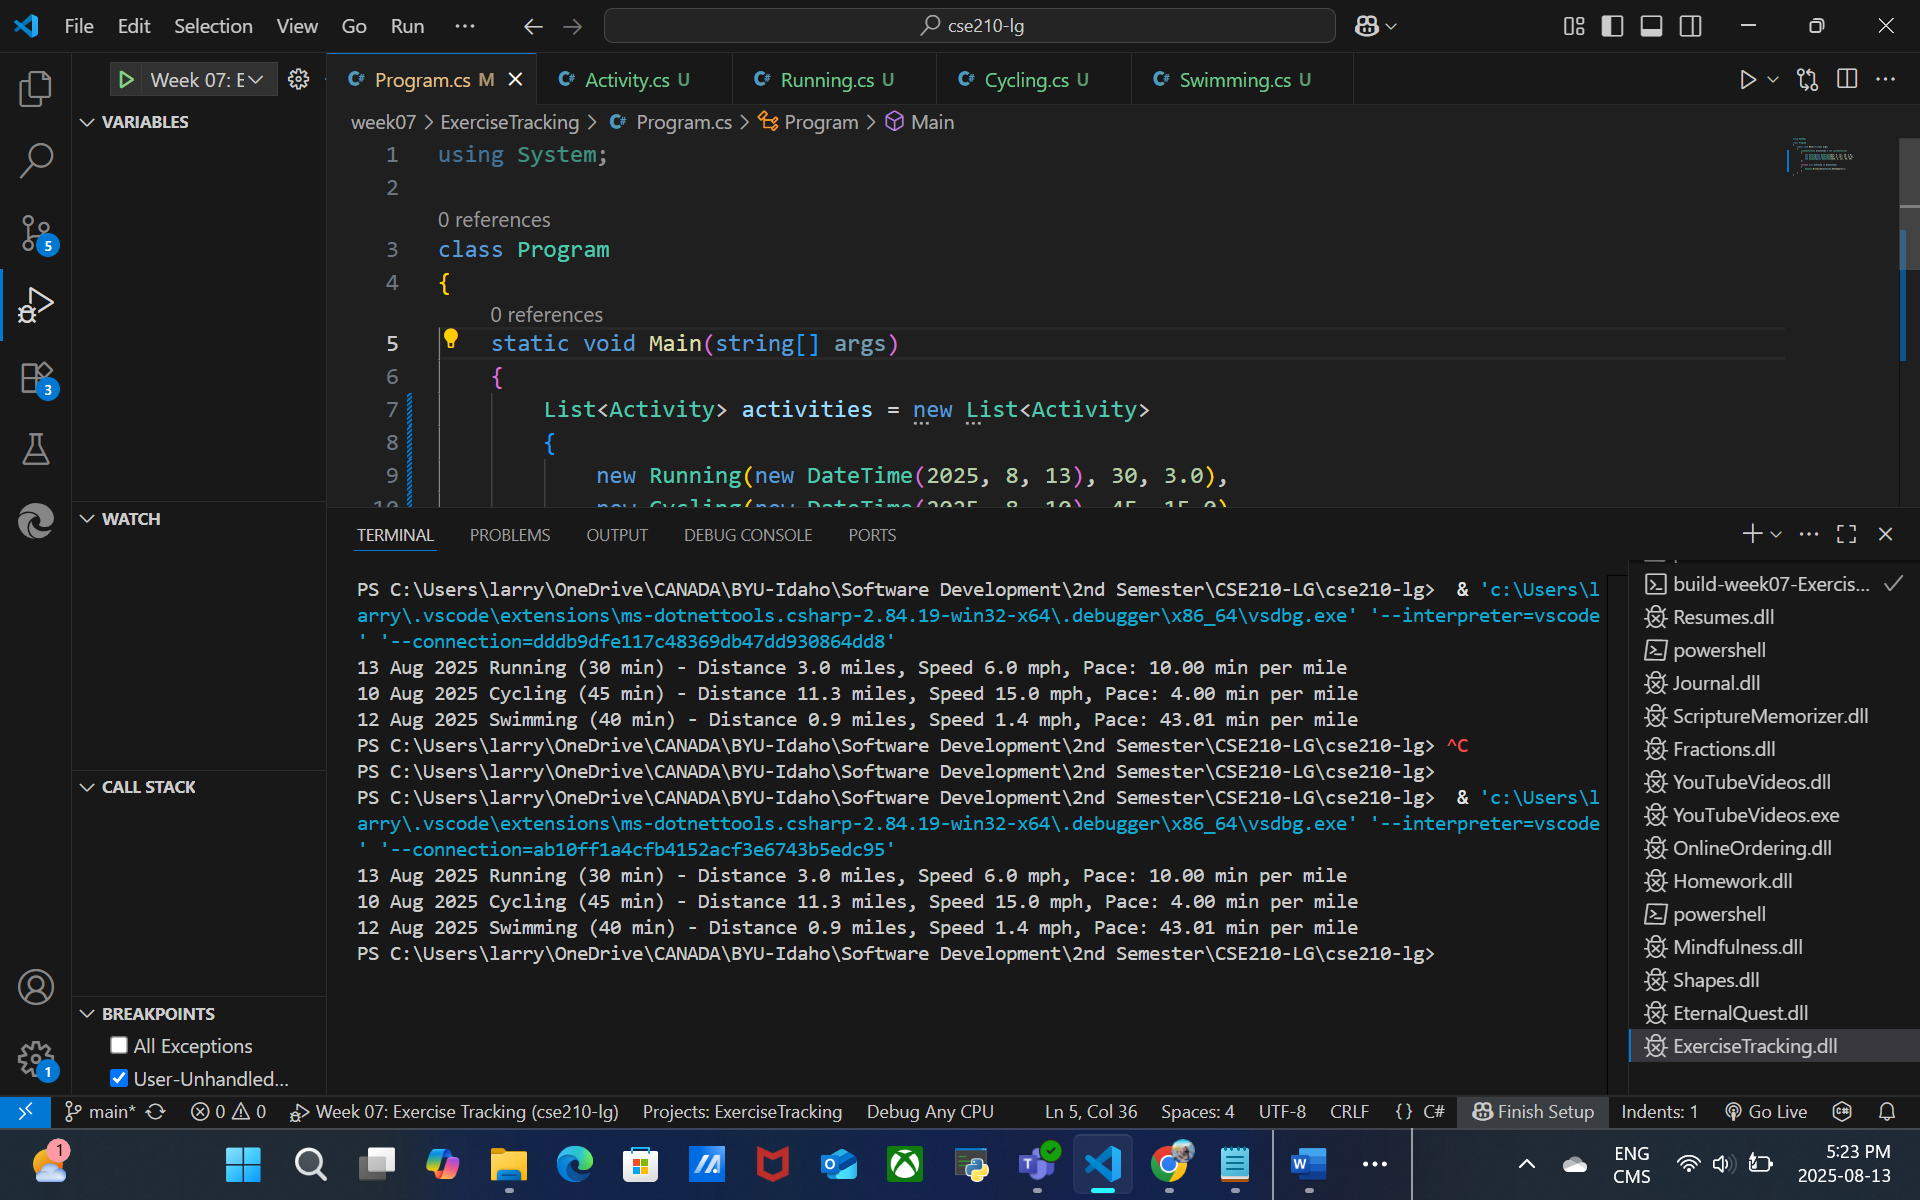 File Edit Selection View Go Run ··· cse210-lg
Week 07: E
Program.cs M Activity.cs U Running.cs U Cycling.cs U Swimming.cs U
VARIABLES
week07 > ExerciseTracking > Program.cs > Program > Main
1 using System;
2
0 references
3 class Program
4 {
0 references
5 static void Main(string[] args)
6 {
7 List<Activity> activities = new List<Activity>
8 {
9 new Running(new DateTime(2025, 8, 13), 30, 3.0),
10 new Cycling(new DateTime(2025, 8, 10), 45, 15.0)
5
3
WATCH
CALL STACK
BREAKPOINTS
All Exceptions
User-Unhandled...
1
TERMINAL PROBLEMS OUTPUT DEBUG CONSOLE PORTS
PS C:\Users\larry\OneDrive\CANADA\BYU-Idaho\Software Development\2nd Semester\CSE210-LG\cse210-lg> & 'c:\Users\l
arry\.vscode\extensions\ms-dotnettools.csharp-2.84.19-win32-x64\.debugger\x86_64\vsdbg.exe' '--interpreter=vscode
' '--connection=dddb9dfe117c48369db47dd930864dd8'
13 Aug 2025 Running (30 min) - Distance 3.0 miles, Speed 6.0 mph, Pace: 10.00 min per mile
10 Aug 2025 Cycling (45 min) - Distance 11.3 miles, Speed 15.0 mph, Pace: 4.00 min per mile
12 Aug 2025 Swimming (40 min) - Distance 0.9 miles, Speed 1.4 mph, Pace: 43.01 min per mile
PS C:\Users\larry\OneDrive\CANADA\BYU-Idaho\Software Development\2nd Semester\CSE210-LG\cse210-lg> ^C
PS C:\Users\larry\OneDrive\CANADA\BYU-Idaho\Software Development\2nd Semester\CSE210-LG\cse210-lg>
PS C:\Users\larry\OneDrive\CANADA\BYU-Idaho\Software Development\2nd Semester\CSE210-LG\cse210-lg> & 'c:\Users\l
arry\.vscode\extensions\ms-dotnettools.csharp-2.84.19-win32-x64\.debugger\x86_64\vsdbg.exe' '--interpreter=vscode
' '--connection=ab10ff1a4cfb4152acf3e6743b5edc95'
13 Aug 2025 Running (30 min) - Distance 3.0 miles, Speed 6.0 mph, Pace: 10.00 min per mile
10 Aug 2025 Cycling (45 min) - Distance 11.3 miles, Speed 15.0 mph, Pace: 4.00 min per mile
12 Aug 2025 Swimming (40 min) - Distance 0.9 miles, Speed 1.4 mph, Pace: 43.01 min per mile
PS C:\Users\larry\OneDrive\CANADA\BYU-Idaho\Software Development\2nd Semester\CSE210-LG\cse210-lg>
build-week07-Exercis...
Resumes.dll
powershell
Journal.dll
ScriptureMemorizer.dll
Fractions.dll
YouTubeVideos.dll
YouTubeVideos.exe
OnlineOrdering.dll
Homework.dll
powershell
Mindfulness.dll
Shapes.dll
EternalQuest.dll
ExerciseTracking.dll
main* 0 0 Week 07: Exercise Tracking (cse210-lg) Projects: ExerciseTracking Debug Any CPU Ln 5, Col 36 Spaces: 4 UTF-8 CRLF {} C# Finish Setup Indents: 1 Go Live
1 ENG 5:23 PM
CMS 2025-08-13